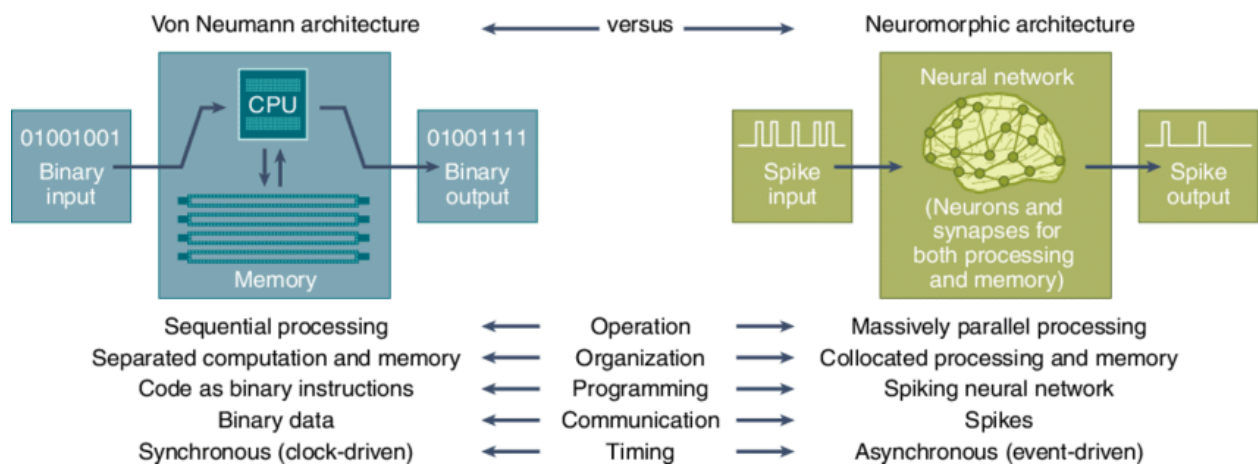 Von Neumann architecture versus Neuromorphic architecture
CPU
01001001
Binary
input
01001111
Binary
output
Memory
Neural network
Spike
input
(Neurons and
synapses for
both processing
and memory)
Spike
output
Sequential processing Operation Massively parallel processing
Separated computation and memory Organization Collocated processing and memory
Code as binary instructions Programming Spiking neural network
Binary data Communication Spikes
Synchronous (clock-driven) Timing Asynchronous (event-driven)